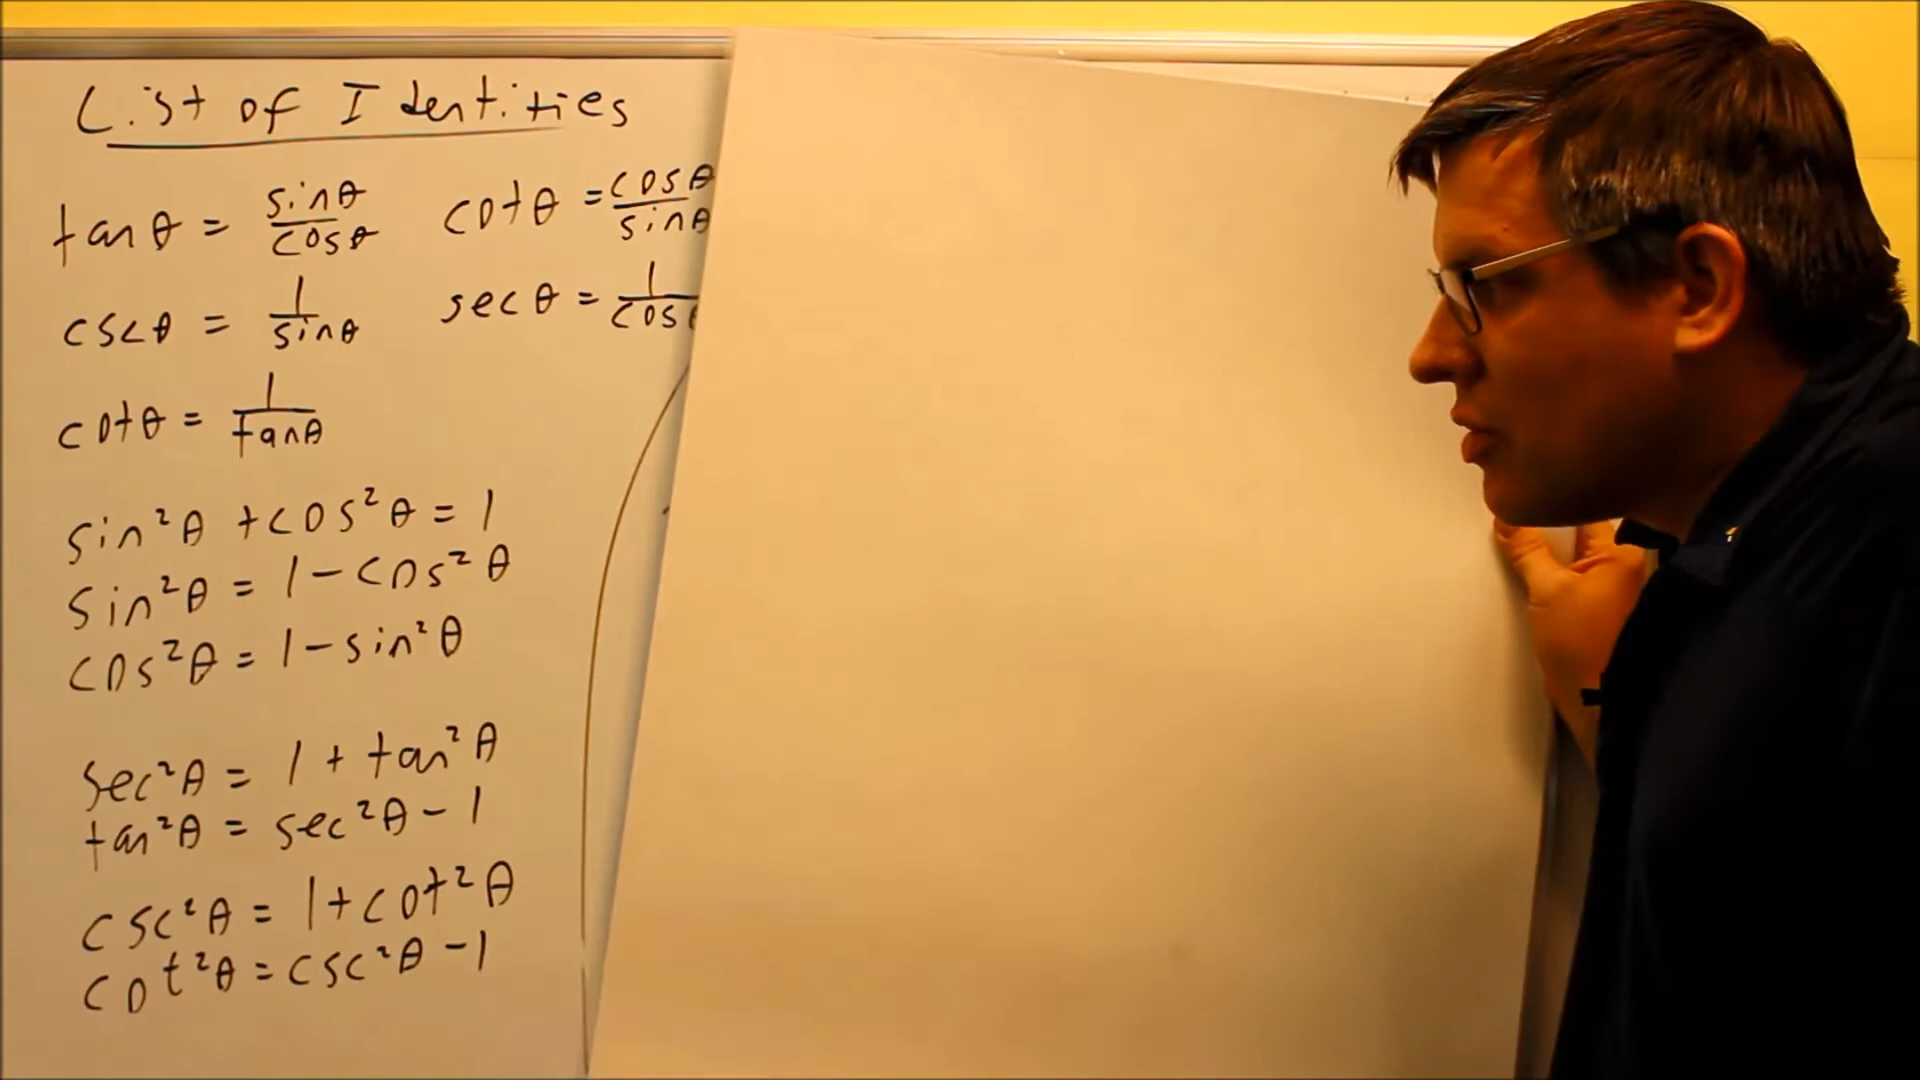 List of Identities
tanθ = sinθ/cosθ cotθ = cosθ/sinθ
cscθ = 1/sinθ secθ = 1/cosθ
cotθ = 1/tanθ
sin²θ + cos²θ = 1
sin²θ = 1 - cos²θ
cos²θ = 1 - sin²θ
sec²θ = 1 + tan²θ
tan²θ = sec²θ - 1
csc²θ = 1 + cot²θ
cot²θ = csc²θ - 1